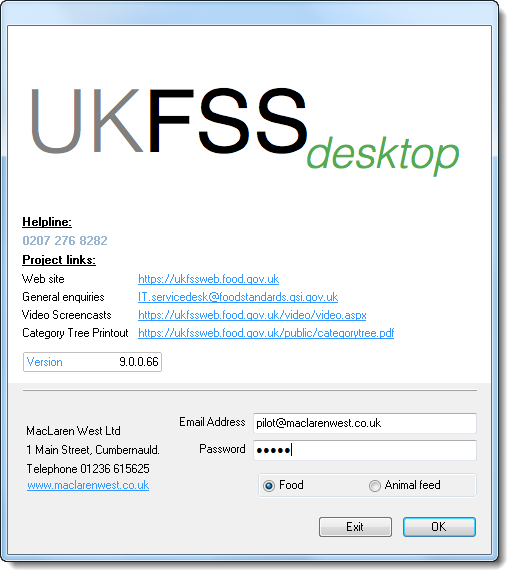 UKFSS desktop
Helpline:
0207 276 8282
Project links:
Web site https://ukfssweb.food.gov.uk
General enquiries IT.servicedesk@foodstandards.gsi.gov.uk
Video Screencasts https://ukfssweb.food.gov.uk/video/video.aspx
Category Tree Printout https://ukfssweb.food.gov.uk/public/categorytree.pdf
Version 9.0.0.66
MacLaren West Ltd
1 Main Street, Cumbernauld.
Telephone 01236 615625
www.maclarenwest.co.uk
Email Address pilot@maclarenwest.co.uk
Password •••••
Food Animal feed
Exit OK